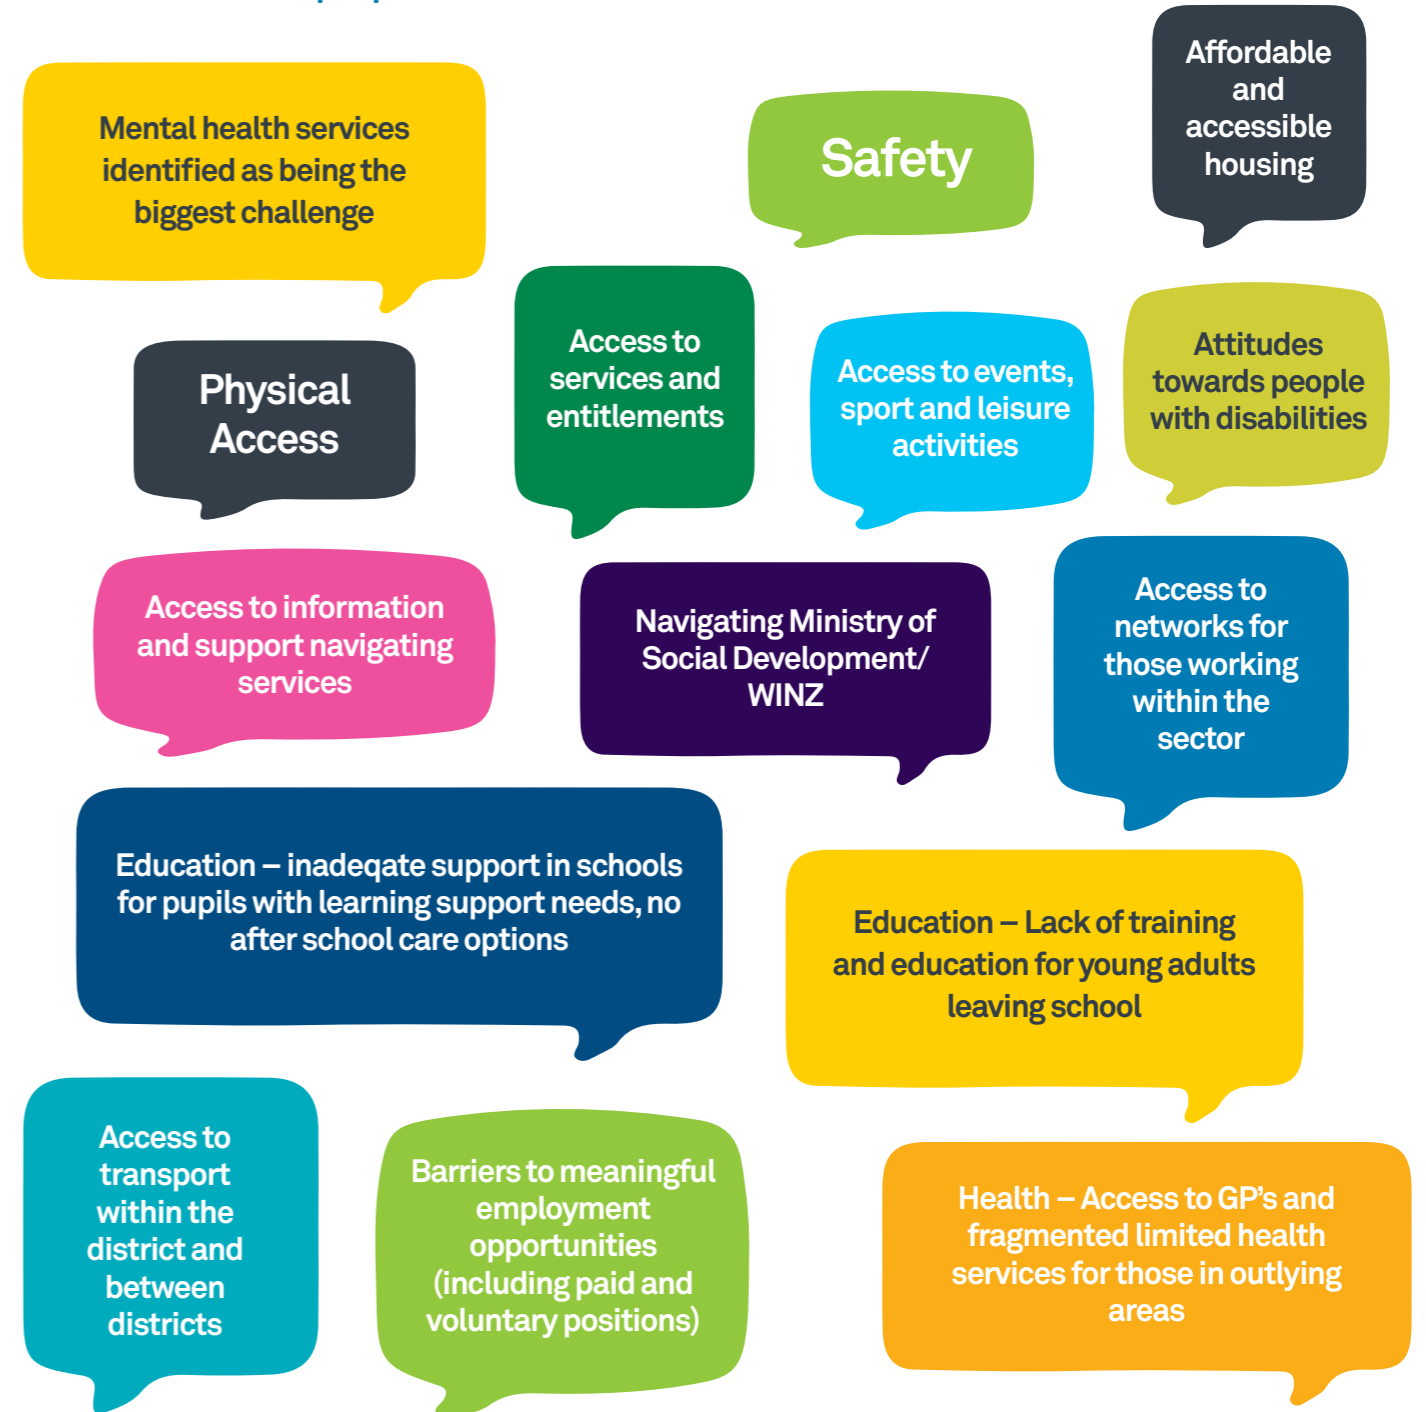 Mental health services
identified as being the
biggest challenge
Safety
Affordable
and
accessible
housing
Physical
Access
Access to
services and
entitlements
Access to events,
sport and leisure
activities
Attitudes
towards people
with disabilities
Access to information
and support navigating
services
Navigating Ministry of
Social Development/
WINZ
Access to
networks for
those working
within the
sector
Education – inadeqate support in schools
for pupils with learning support needs, no
after school care options
Education – Lack of training
and education for young adults
leaving school
Access to
transport
within the
district and
between
districts
Barriers to meaningful
employment
opportunities
(including paid and
voluntary positions)
Health – Access to GP's and
fragmented limited health
services for those in outlying
areas